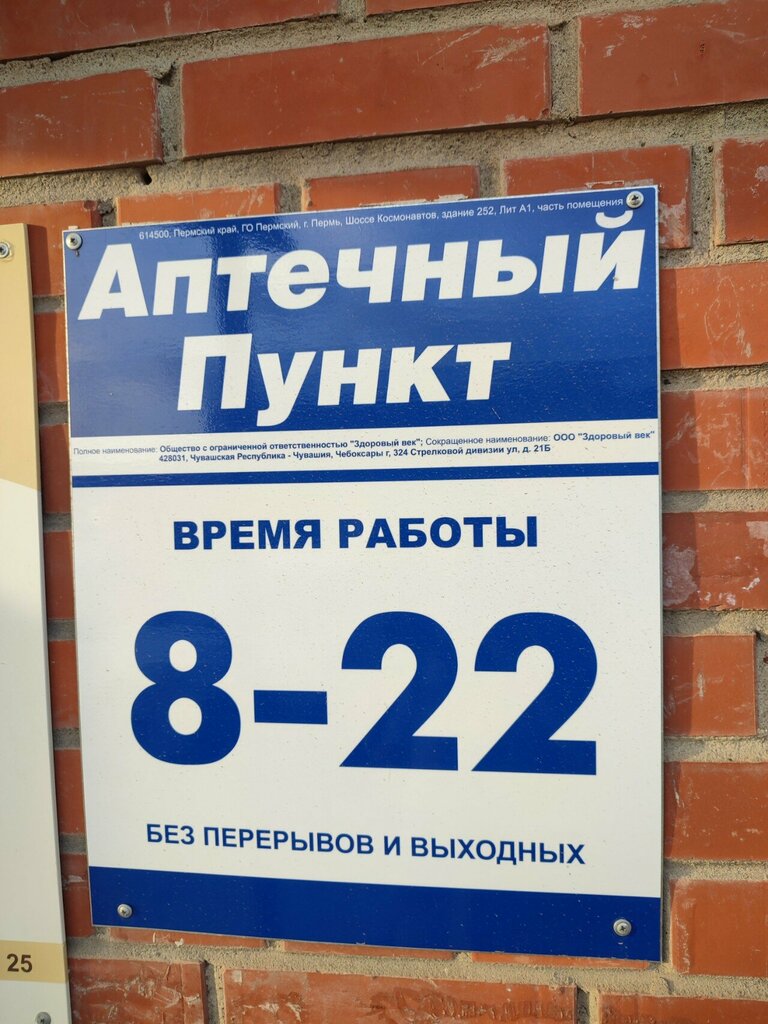 614500, Пермский край, ГО Пермский, г. Пермь, Шоссе Космонавтов, здание 252, Лит А1, часть помещения
Аптечный
Пункт
Полное наименование: Общество с ограниченной ответственностью "Здоровый век"; Сокращенное наименование: ООО "Здоровый век"
428031, Чувашская Республика - Чувашия, Чебоксары г, 324 Стрелковой дивизии ул, д. 21Б
ВРЕМЯ РАБОТЫ
8-22
БЕЗ ПЕРЕРЫВОВ И ВЫХОДНЫХ
25